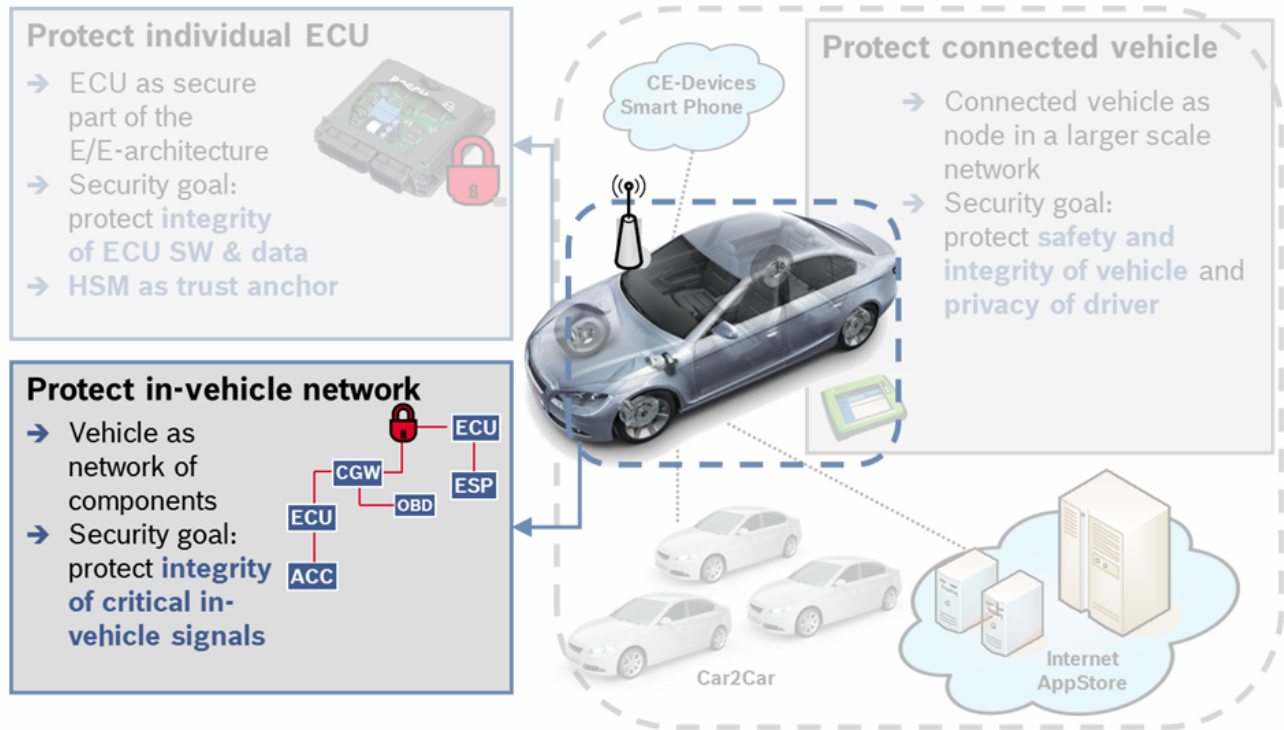 Protect individual ECU
→ ECU as secure
part of the
E/E-architecture
→ Security goal:
protect integrity
of ECU SW & data
→ HSM as trust anchor
CE-Devices
Smart Phone
Protect connected vehicle
→ Connected vehicle as
node in a larger scale
network
→ Security goal:
protect safety and
integrity of vehicle and
privacy of driver
Protect in-vehicle network
→ Vehicle as
network of
components
→ Security goal:
protect integrity
of critical in-
vehicle signals
ECU
CGW
ESP
OBD
ECU
ACC
Car2Car
Internet
AppStore